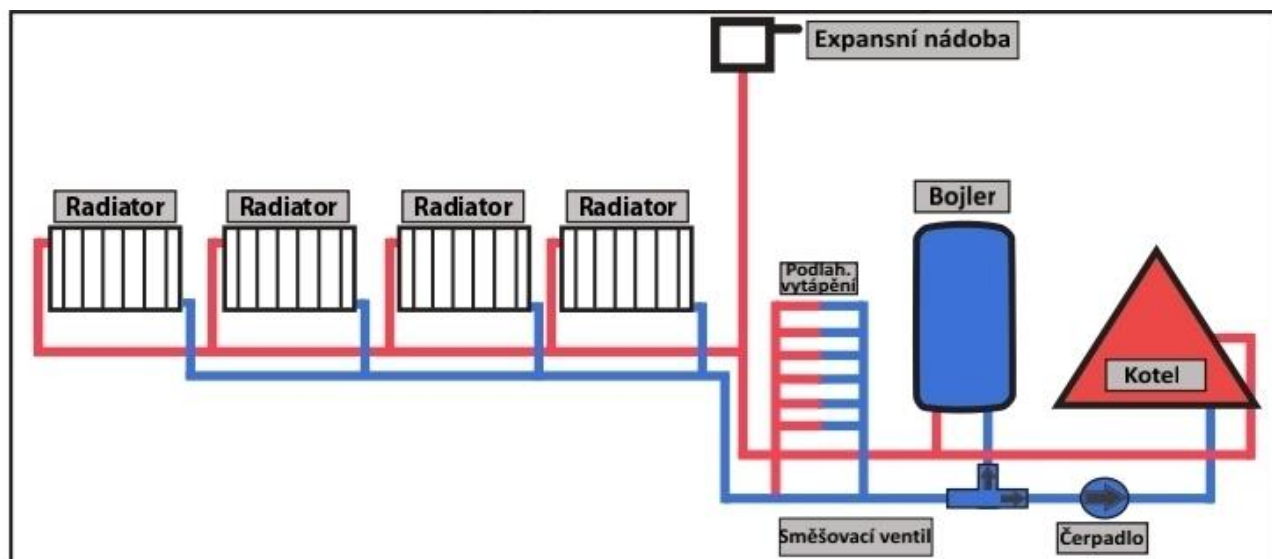 Expansní nádoba
Radiator
Radiator
Radiator
Radiator
Bojler
Podlah.
vytápění
Kotel
Směšovací ventil
Čerpadlo